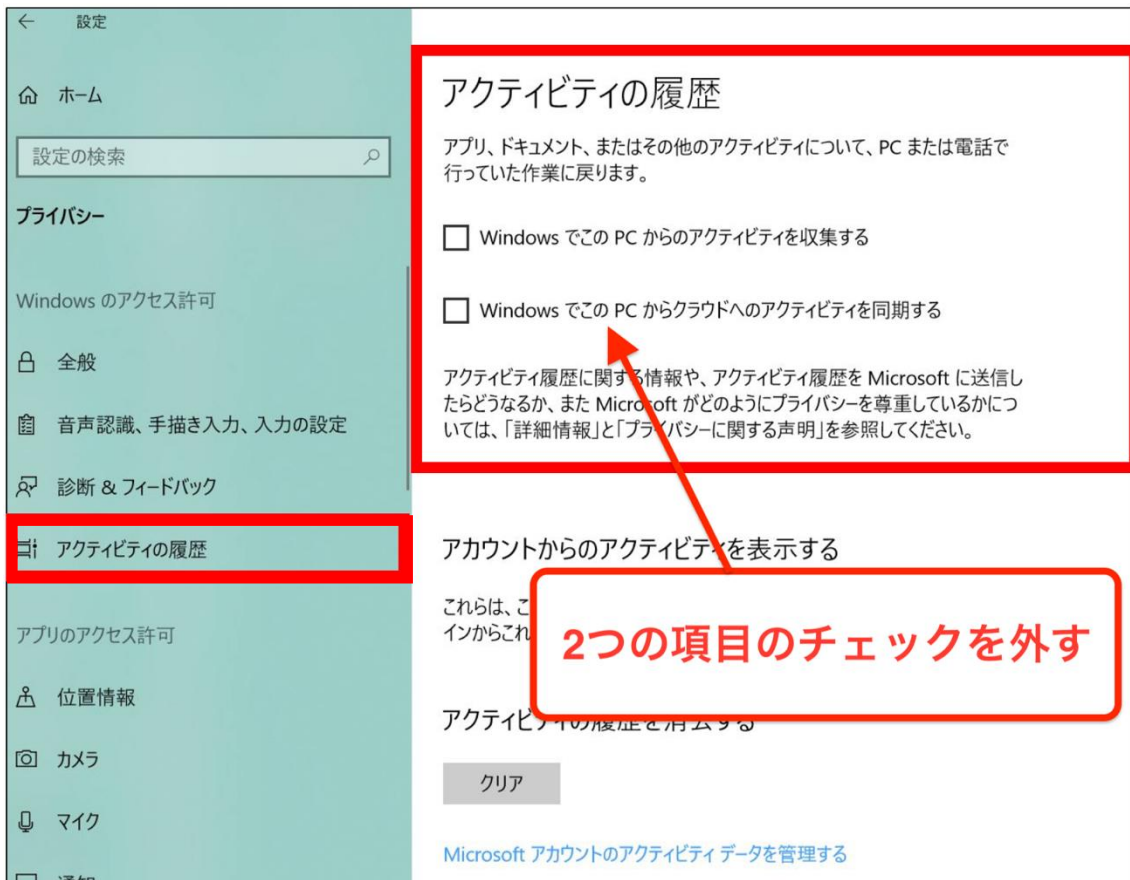 設定
ホーム
設定の検索
プライバシー
Windows のアクセス許可
全般
音声認識、手描き入力、入力の設定
診断 & フィードバック
アクティビティの履歴
アプリのアクセス許可
位置情報
カメラ
マイク
通知
アクティビティの履歴
アプリ、ドキュメント、またはその他のアクティビティについて、PC または電話で
行っていた作業に戻ります。
Windows でこの PC からのアクティビティを収集する
Windows でこの PC からクラウドへのアクティビティを同期する
アクティビティ履歴に関する情報や、アクティビティ履歴を Microsoft に送信し
たらどうなるか、また Microsoft がどのようにプライバシーを尊重しているかにつ
いては、「詳細情報」と「プライバシーに関する声明」を参照してください。
アカウントからのアクティビティを表示する
これらは、こ
インからこれ
2つの項目のチェックを外す
アクティビティの履歴を消去する
クリア
Microsoft アカウントのアクティビティ データを管理する